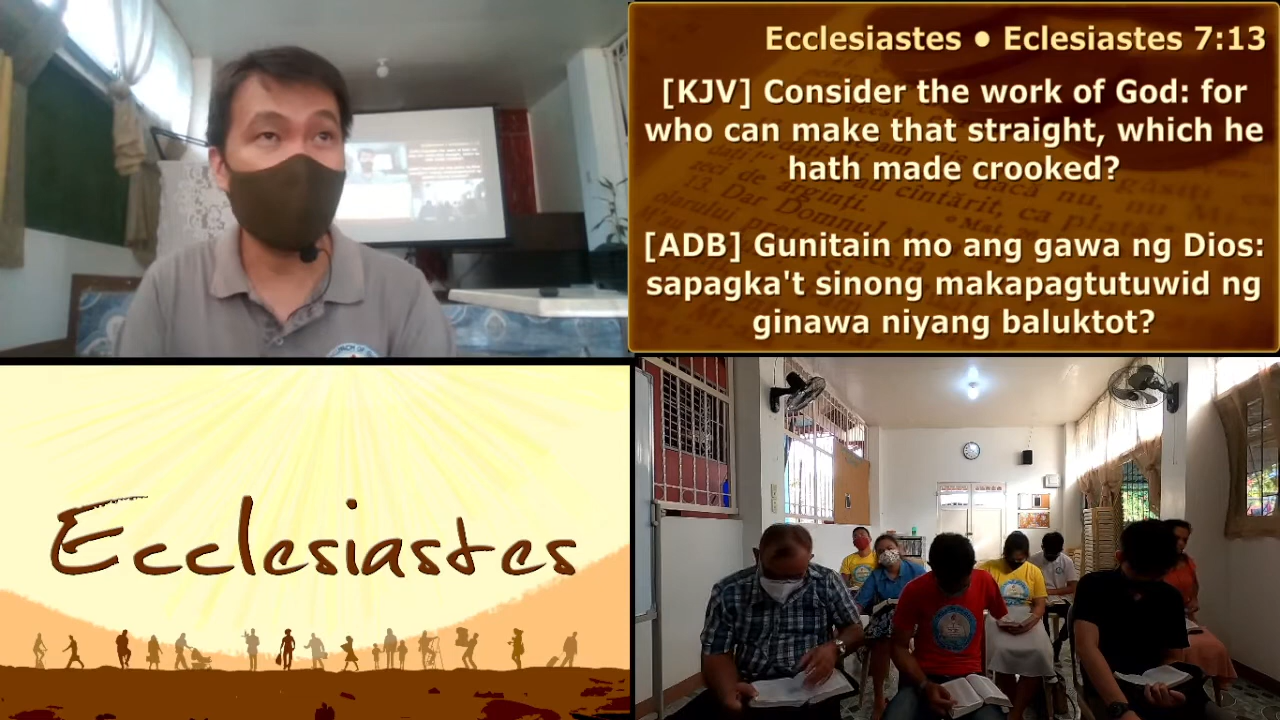 Ecclesiastes • Eclesiastes 7:13
[KJV] Consider the work of God: for
who can make that straight, which he
hath made crooked?
[ADB] Gunitain mo ang gawa ng Dios:
sapagka't sinong makapagtutuwid ng
ginawa niyang baluktot?
Ecclesiastes